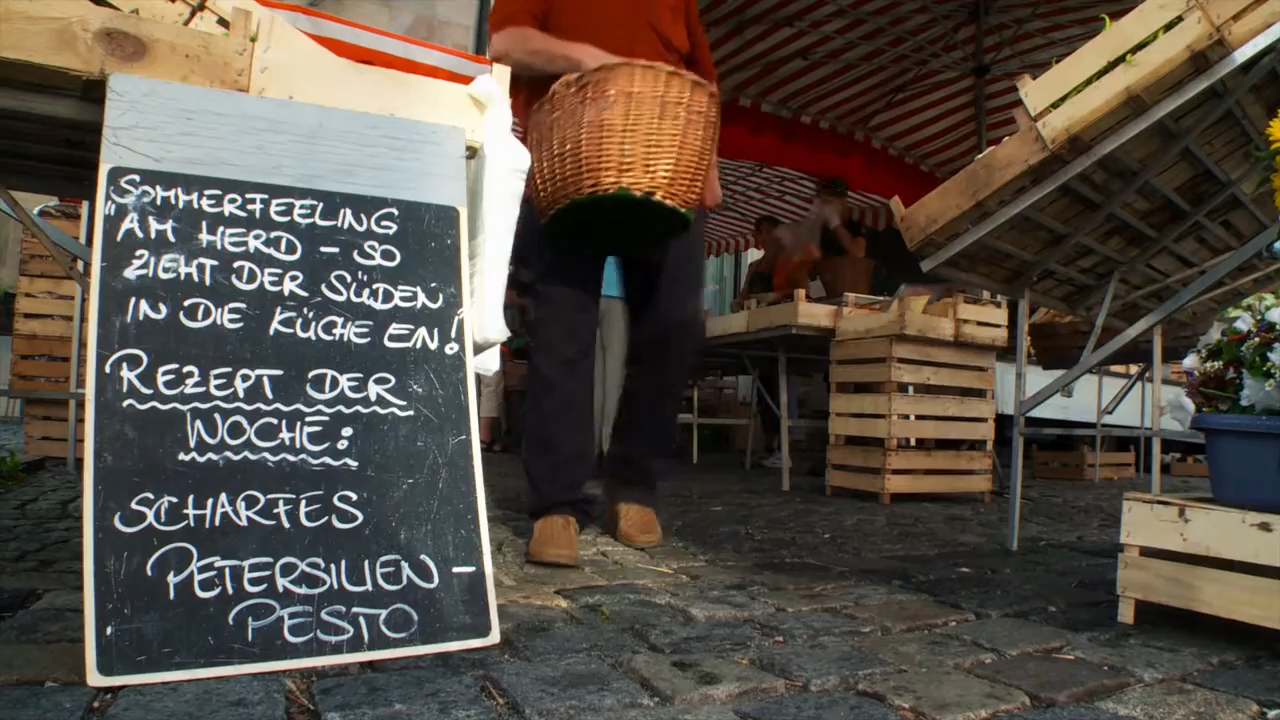 SOMMERFEELING
"AM HERD - SO
ZIEHT DER SÜDEN
IN DIE KÜCHE EIN!
REZEPT DER
WOCHE:
SCHARFES
PETERSILIEN-
PESTO